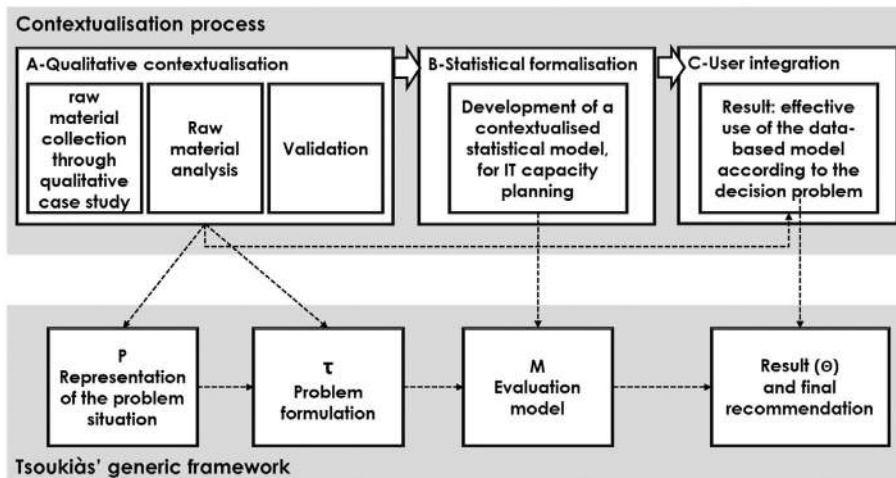 Contextualisation process
A-Qualitative contextualisation
raw
material
collection
through
qualitative
case study
Raw
material
analysis
Validation
B-Statistical formalisation
Development of a
contextualised
statistical model,
for IT capacity
planning
C-User integration
Result: effective
use of the data-
based model
according to the
decision problem
P
Representation
of the problem
situation
τ
Problem
formulation
M
Evaluation
model
Result (Θ)
and final
recommendation
Tsoukiàs' generic framework